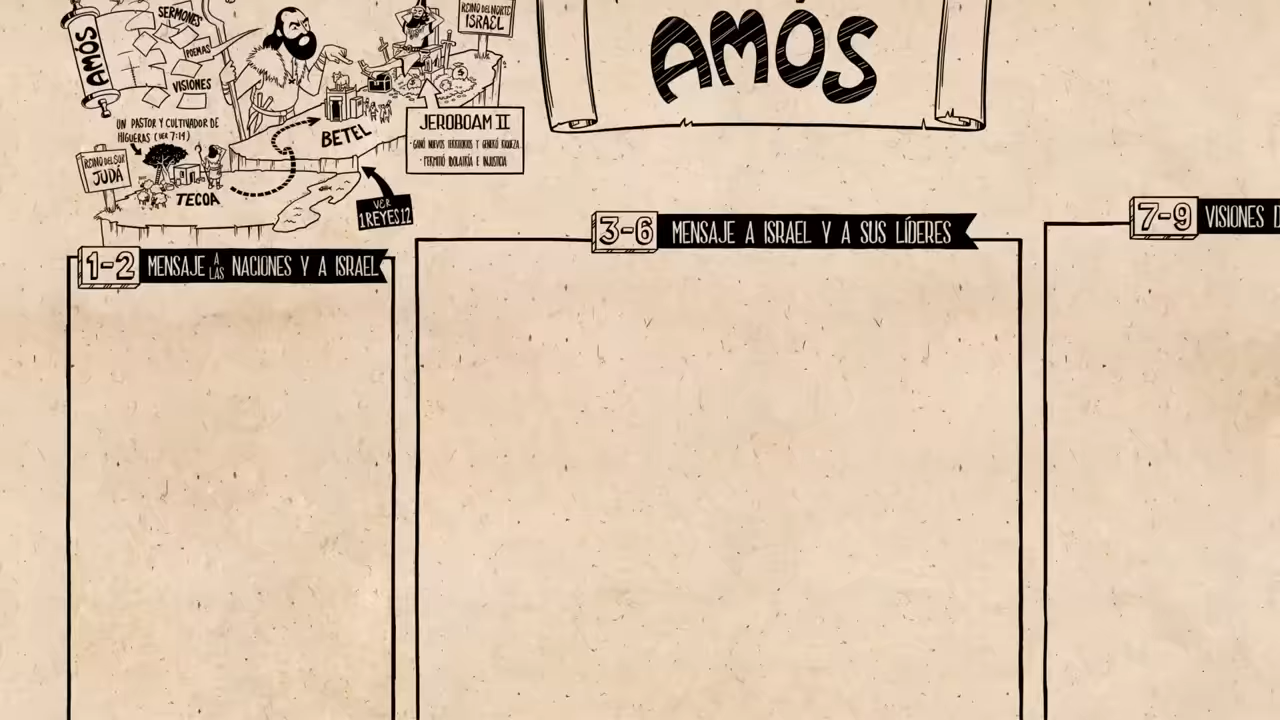 AMÓS
SERMONES
POEMAS
VISIONES
UN PASTOR Y CULTIVADOR DE
HIGUERAS (VER 7:14)
REINO DEL SUR
JUDÁ
TECOA
BETEL
VER
1 REYES 12
REINO DEL NORTE
ISRAEL
JEROBOAM II
· GANÓ NUEVOS TERRITORIOS Y GENERÓ RIQUEZA
· PERMITIÓ IDOLATRÍA E INJUSTICIA
AMÓS
1-2 MENSAJE A LAS NACIONES Y A ISRAEL
3-6 MENSAJE A ISRAEL Y A SUS LÍDERES
7-9 VISIONES D